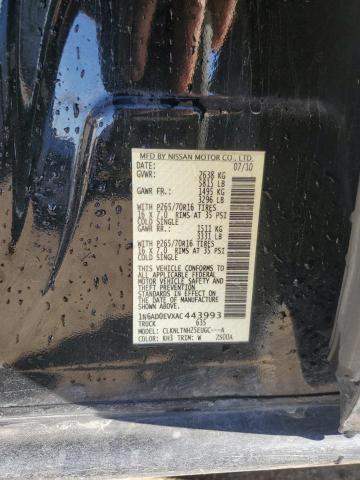 MFD BY NISSAN MOTOR CO., LTD.
DATE: 07/10
GVWR: 2638 KG
5815 LB
GAWR FR. 1495 KG
3296 LB
WITH P265/70R16 TIRES
16 X 7.0 RIMS AT 35 PSI
COLD SINGLE
GAWR RR: 1511 KG
3331 LB
WITH P265/70R16 TIRES
16 X 7.0 RIMS AT 35 PSI
COLD SINGLE
THIS VEHICLE CONFORMS
TO ALL APPLICABLE FEDERAL
MOTOR VEHICLE SAFETY
AND THEFT PREVENTION
STANDARDS IN EFFECT ON
THE DATE OF MANUFACTURE
SHOWN ABOVE
1N6AD0EVXAC443993
TRUCK 635
MODEL: CLKNLTNHZ5EUGC---A
COLOR: KH3 TRIM: W ZS00A